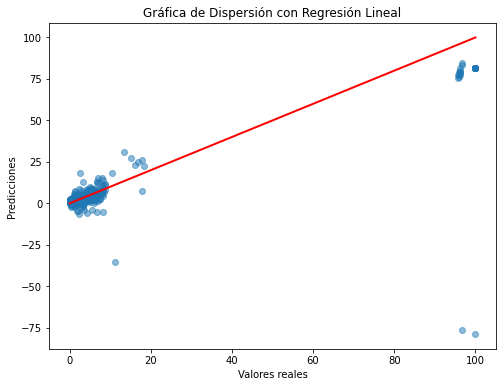 Gráfica de Dispersión con Regresión Lineal
100
75
50
25
0
−25
−50
−75
Predicciones
0 20 40 60 80 100
Valores reales